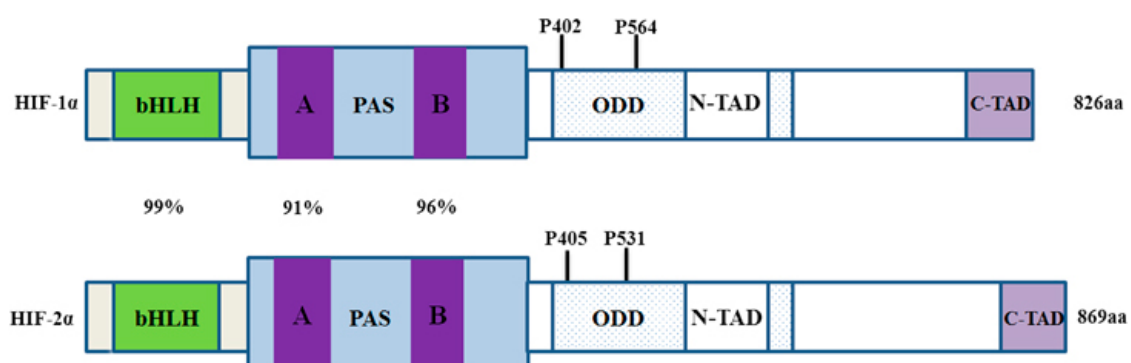 P402 P564
HIF-1α bHLH A PAS B ODD N-TAD C-TAD 826aa
99% 91% 96%
P405 P531
HIF-2α bHLH A PAS B ODD N-TAD C-TAD 869aa